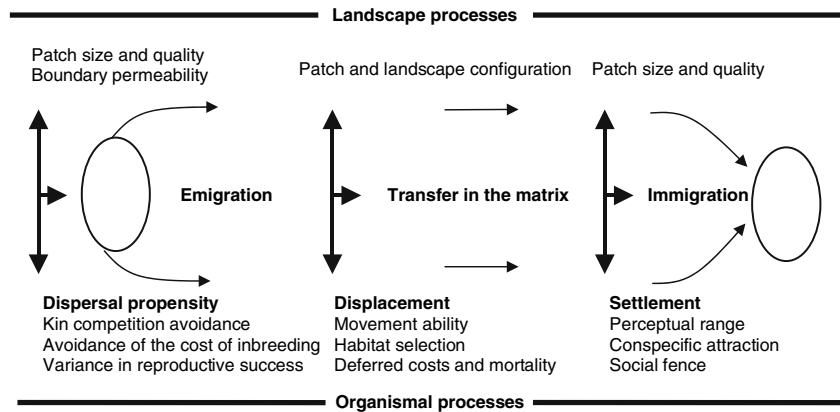 Landscape processes
Patch size and quality
Boundary permeability
Patch and landscape configuration
Patch size and quality
Emigration
Transfer in the matrix
Immigration
Dispersal propensity
Kin competition avoidance
Avoidance of the cost of inbreeding
Variance in reproductive success
Displacement
Movement ability
Habitat selection
Deferred costs and mortality
Settlement
Perceptual range
Conspecific attraction
Social fence
Organismal processes